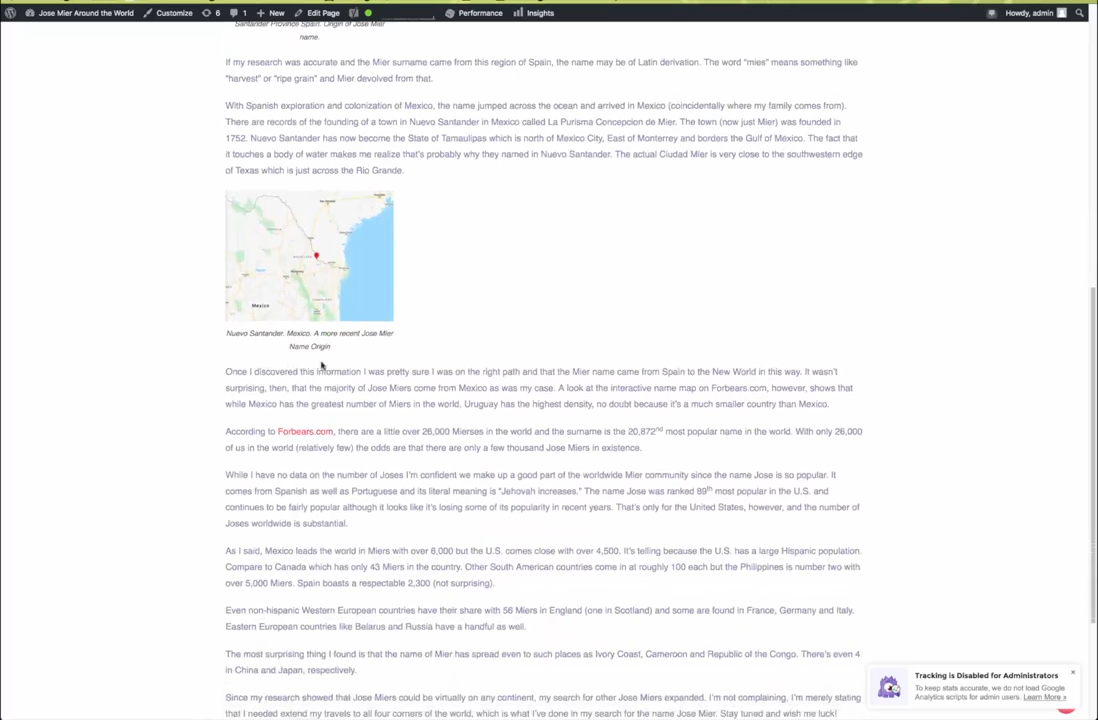 Jose Mier Around the World Customize 6 1 New Edit Page Performance Insights Howdy, admin
Santander Province Spain. Origin of Jose Mier
name.
If my research was accurate and the Mier surname came from this region of Spain, the name may be of Latin derivation. The word “mies” means something like
“harvest” or “ripe grain” and Mier devolved from that.
With Spanish exploration and colonization of Mexico, the name jumped across the ocean and arrived in Mexico (coincidentally where my family comes from).
There are records of the founding of a town in Nuevo Santander in Mexico called La Purisma Concepcion de Mier. The town (now just Mier) was founded in
1752. Nuevo Santander has now become the State of Tamaulipas which is north of Mexico City, East of Monterrey and borders the Gulf of Mexico. The fact that
it touches a body of water makes me realize that’s probably why they named in Nuevo Santander. The actual Ciudad Mier is very close to the southwestern edge
of Texas which is just across the Rio Grande.
Mexico
Nuevo Santander. Mexico. A more recent Jose Mier
Name Origin
Once I discovered this information I was pretty sure I was on the right path and that the Mier name came from Spain to the New World in this way. It wasn’t
surprising, then, that the majority of Jose Miers come from Mexico as was my case. A look at the interactive name map on Forbears.com, however, shows that
while Mexico has the greatest number of Miers in the world. Uruguay has the highest density, no doubt because it’s a much smaller country than Mexico.
According to Forbears.com, there are a little over 26,000 Mierses in the world and the surname is the 20,872nd most popular name in the world. With only 26,000
of us in the world (relatively few) the odds are that there are only a few thousand Jose Miers in existence.
While I have no data on the number of Joses I’m confident we make up a good part of the worldwide Mier community since the name Jose is so popular. It
comes from Spanish as well as Portuguese and its literal meaning is “Jehovah increases.” The name Jose was ranked 89th most popular in the U.S. and
continues to be fairly popular although it looks like it’s losing some of its popularity in recent years. That’s only for the United States, however, and the number of
Joses worldwide is substantial.
As I said, Mexico leads the world in Miers with over 6,000 but the U.S. comes close with over 4,500. It’s telling because the U.S. has a large Hispanic population.
Compare to Canada which has only 43 Miers in the country. Other South American countries come in at roughly 100 each but the Philippines is number two with
over 5,000 Miers. Spain boasts a respectable 2,300 (not surprising).
Even non-hispanic Western European countries have their share with 56 Miers in England (one in Scotland) and some are found in France, Germany and Italy.
Eastern European countries like Belarus and Russia have a handful as well.
The most surprising thing I found is that the name of Mier has spread even to such places as Ivory Coast, Cameroon and Republic of the Congo. There’s even 4
in China and Japan, respectively.
Since my research showed that Jose Miers could be virtually on any continent, my search for other Jose Miers expanded. I’m not complaining, I’m merely stating
that I needed extend my travels to all four corners of the world, which is what I’ve done in my search for the name Jose Mier. Stay tuned and wish me luck!
Tracking is Disabled for Administrators
To keep stats accurate, we do not load Google
Analytics scripts for admin users. Learn More »